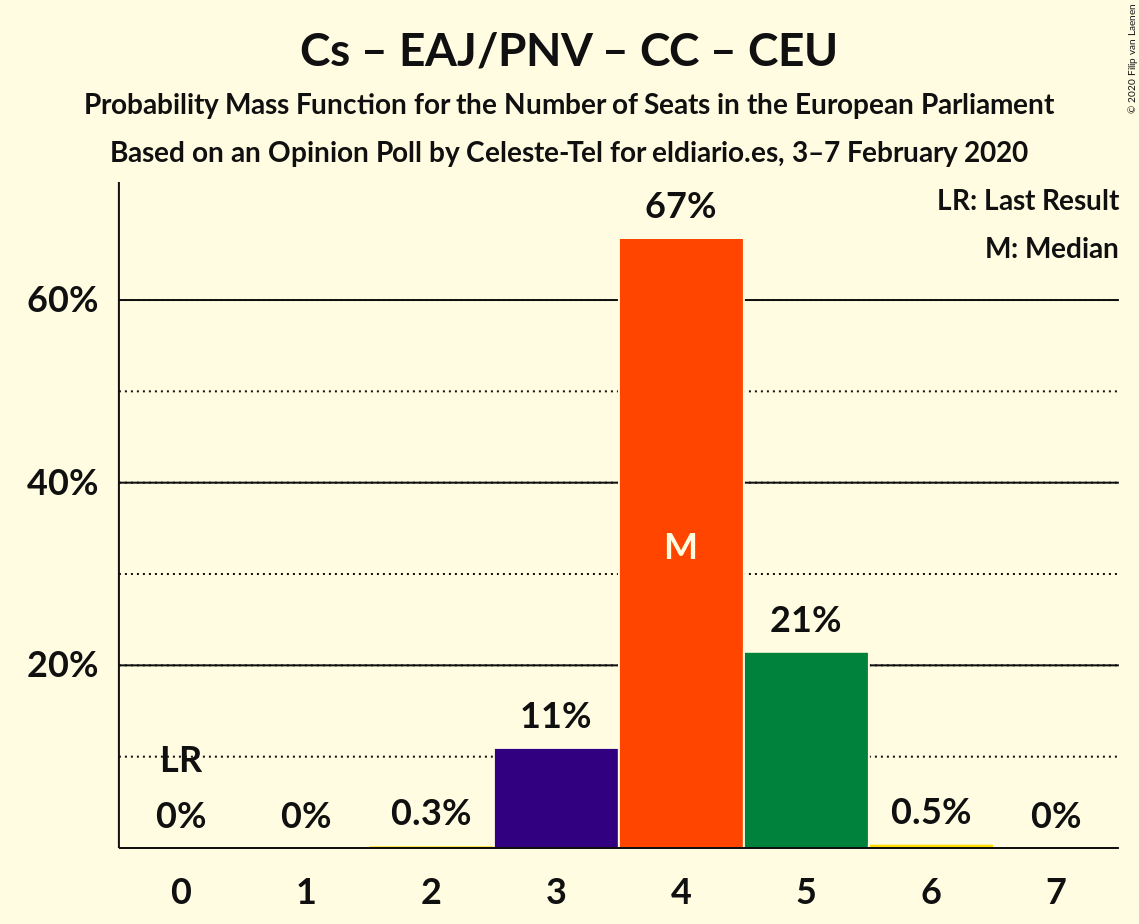 Cs – EAJ/PNV – CC – CEU
Probability Mass Function for the Number of Seats in the European Parliament
Based on an Opinion Poll by Celeste-Tel for eldiario.es, 3–7 February 2020
© 2020 Filip van Laenen
LR: Last Result
M: Median
67%
60%
40%
M
21%
20%
11%
LR
0% 0% 0.3% 0.5% 0%
0 1 2 3 4 5 6 7